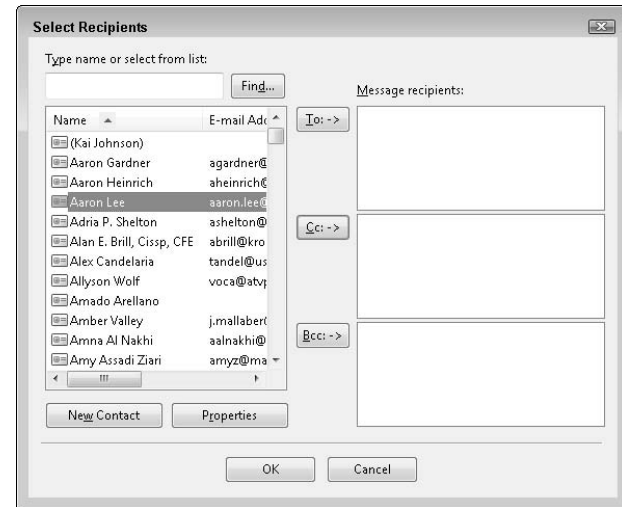 Select Recipients
Type name or select from list:
Find...
Message recipients:
Name E-mail Adc
To: ->
(Kai Johnson)
Aaron Gardner agardner@
Aaron Heinrich aheinrich@
Aaron Lee aaron.lee@
Adria P. Shelton ashelton@
Cc: ->
Alan E. Brill, Cissp, CFE abrill@kro
Alex Candelaria tandel@us
Allyson Wolf voca@atvp
Amado Arellano
Amber Valley j.mallaber(
Bcc: ->
Amna Al Nakhi aalnakhi@
Amy Assadi Ziari amyz@ma
New Contact Properties
OK Cancel